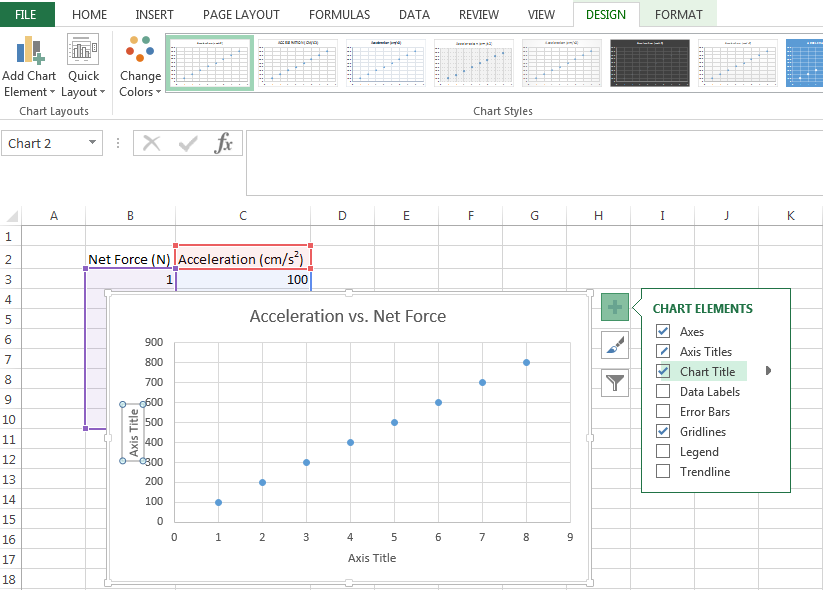 FILE HOME INSERT PAGE LAYOUT FORMULAS DATA REVIEW VIEW DESIGN FORMAT
Add Chart Element
Quick Layout
Change Colors
Chart Layouts
Chart Styles
Chart 2
fx
A B C D E F G H I J K
1
2 Net Force (N) Acceleration (cm/s²)
3 1 100
4
5
6
7
8
9
10
11
12
13
14
15
16
17
18
Acceleration vs. Net Force
900
800
700
600
500
400
300
200
100
0
Axis Title
0 1 2 3 4 5 6 7 8 9
Axis Title
CHART ELEMENTS
Axes
Axis Titles
Chart Title
Data Labels
Error Bars
Gridlines
Legend
Trendline